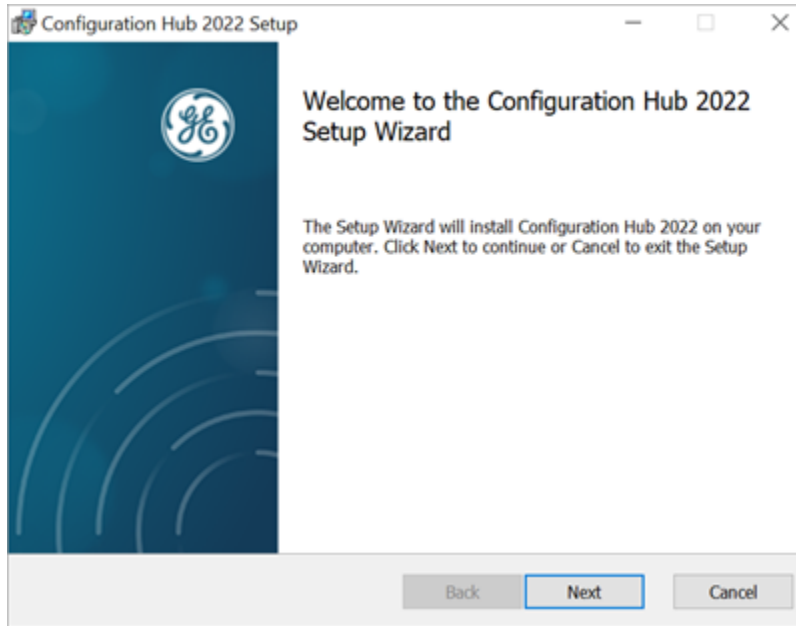 Configuration Hub 2022 Setup
GE
Welcome to the Configuration Hub 2022
Setup Wizard
The Setup Wizard will install Configuration Hub 2022 on your
computer. Click Next to continue or Cancel to exit the Setup
Wizard.
Back
Next
Cancel